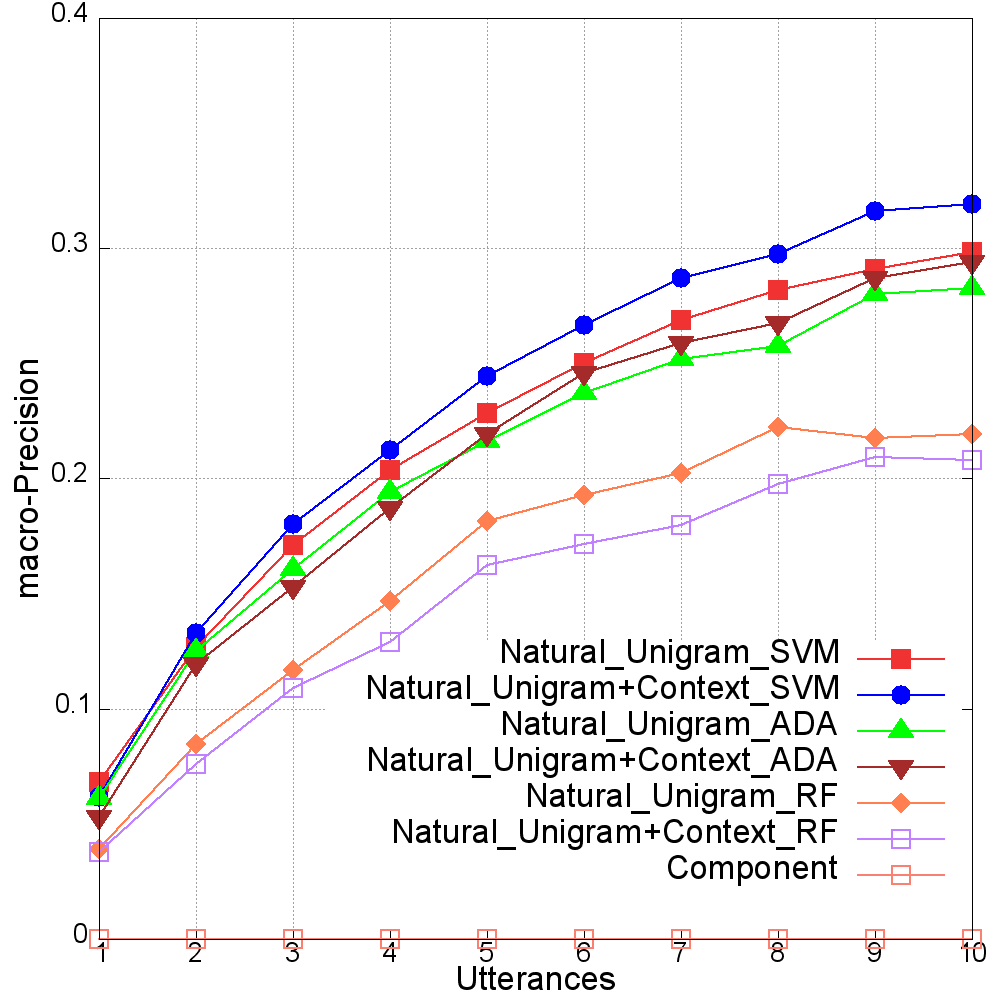 0.4
0.3
0.2
0.1
0
macro-Precision
Natural_Unigram_SVM
Natural_Unigram+Context_SVM
Natural_Unigram_ADA
Natural_Unigram+Context_ADA
Natural_Unigram_RF
Natural_Unigram+Context_RF
Component
1 2 3 4 5 6 7 8 9 10
Utterances